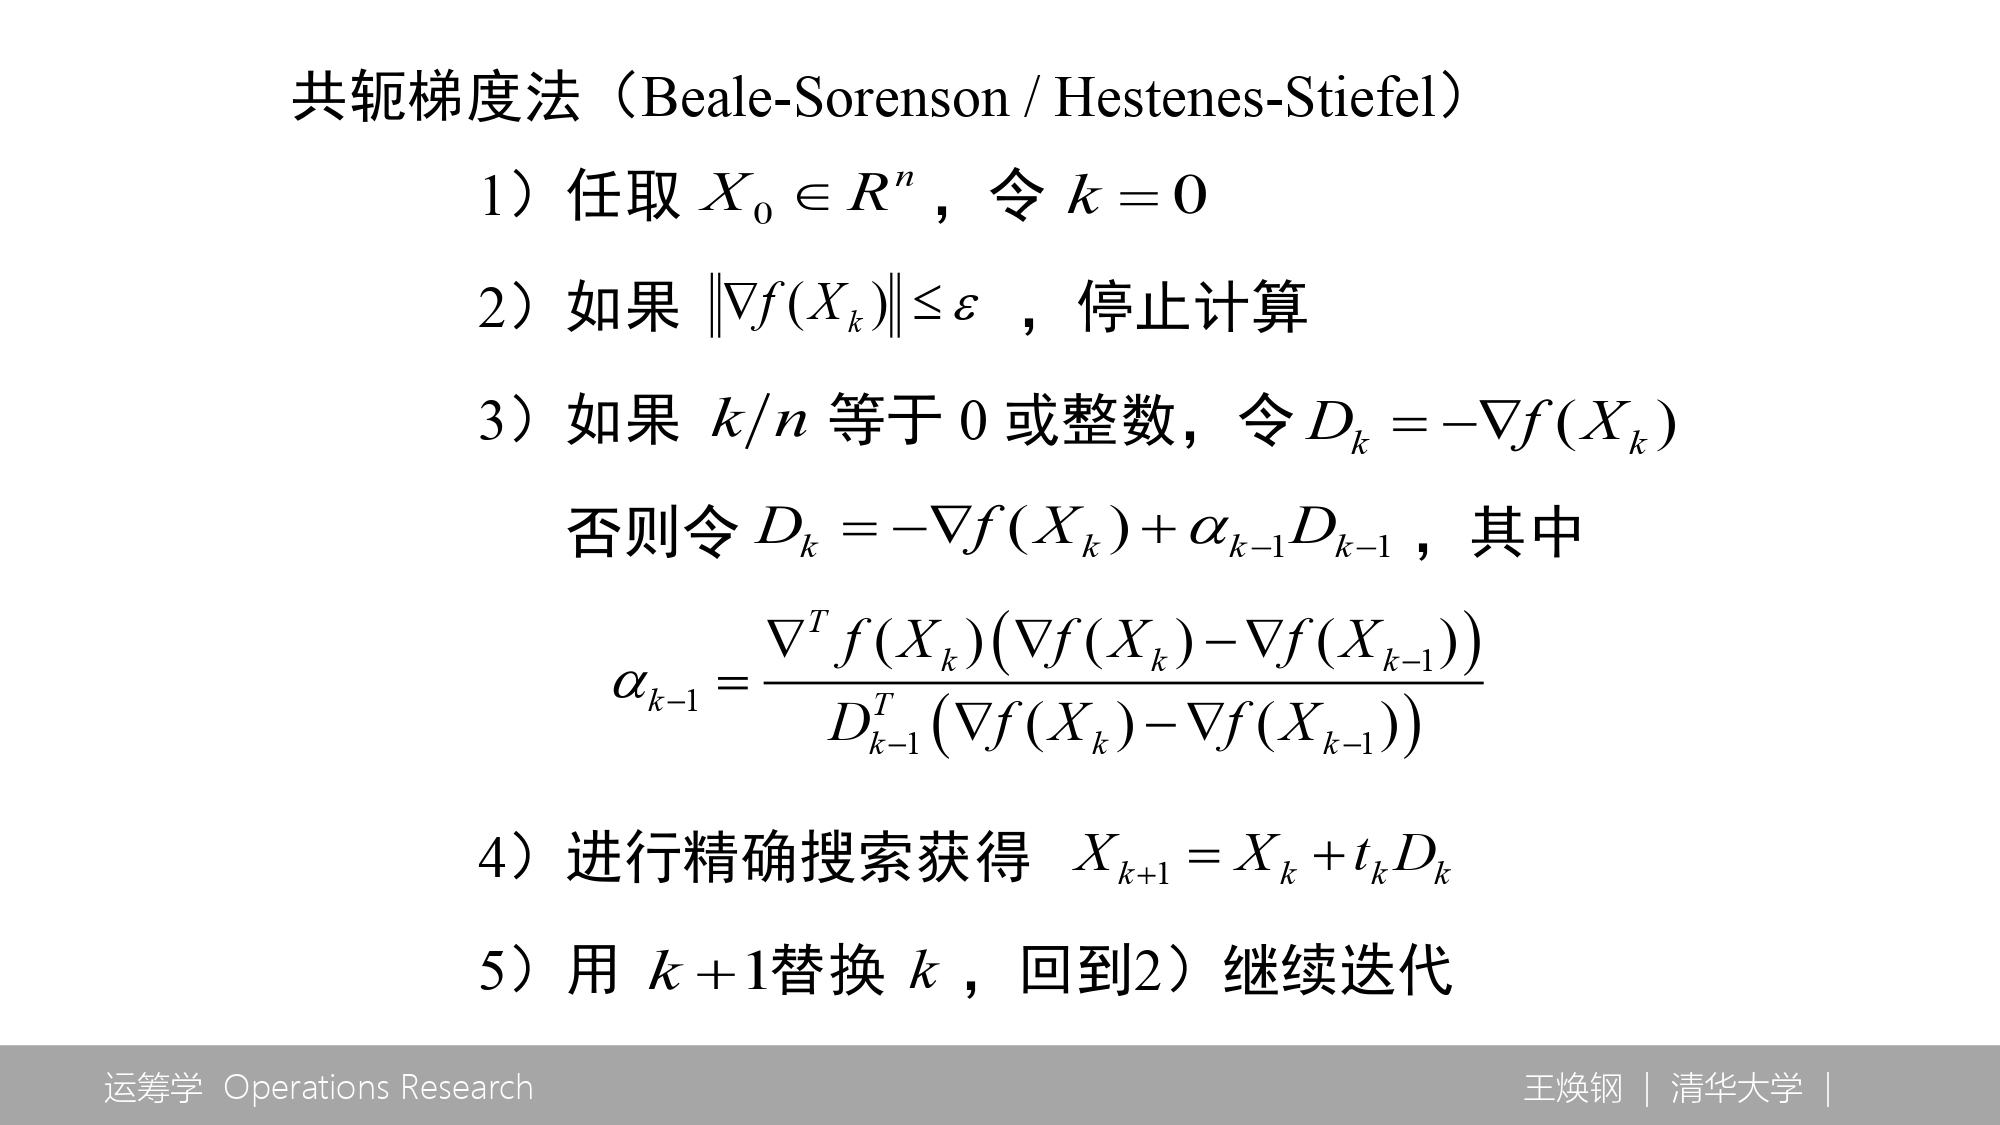 共轭梯度法（Beale-Sorenson / Hestenes-Stiefel）
1）任取 $X_0 \in R^n$ ，令 $k = 0$
2）如果 $\left\|\nabla f(X_k)\right\| \le \varepsilon$ ，停止计算
3）如果 $k/n$ 等于 0 或整数，令 $D_k = -\nabla f(X_k)$
否则令 $D_k = -\nabla f(X_k) + \alpha_{k-1} D_{k-1}$ ，其中
$\alpha_{k-1} = \frac{\nabla^T f(X_k)\left(\nabla f(X_k) - \nabla f(X_{k-1})\right)}{D_{k-1}^T\left(\nabla f(X_k) - \nabla f(X_{k-1})\right)}$
4）进行精确搜索获得 $X_{k+1} = X_k + t_k D_k$
5）用 $k+1$替换 $k$ ，回到2）继续迭代
运筹学 Operations Research
王焕钢 | 清华大学 |